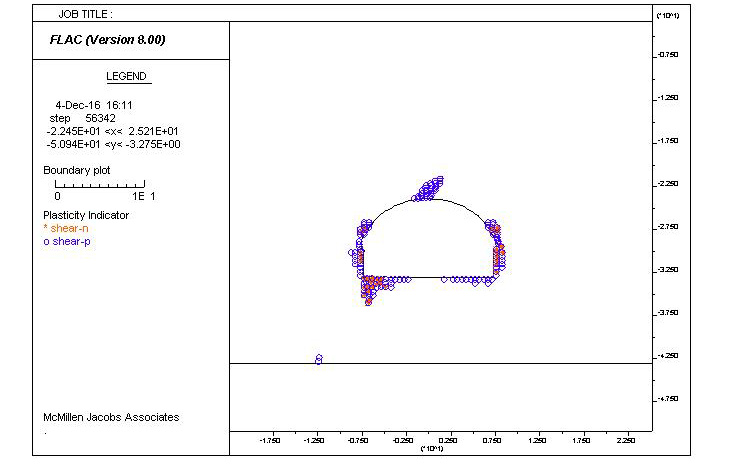 JOB TITLE :
FLAC (Version 8.00)
LEGEND
4-Dec-16 16:11
step 56342
-2.245E+01 <x< 2.521E+01
-5.094E+01 <y< -3.275E+00
Boundary plot
0 1E 1
Plasticity Indicator
* shear-n
o shear-p
McMillen Jacobs Associates
.
(*10^1)
-0.750
-1.250
-1.750
-2.250
-2.750
-3.250
-3.750
-4.250
-4.750
-1.750 -1.250 -0.750 -0.250 0.250 0.750 1.250 1.750 2.250
(*10^1)